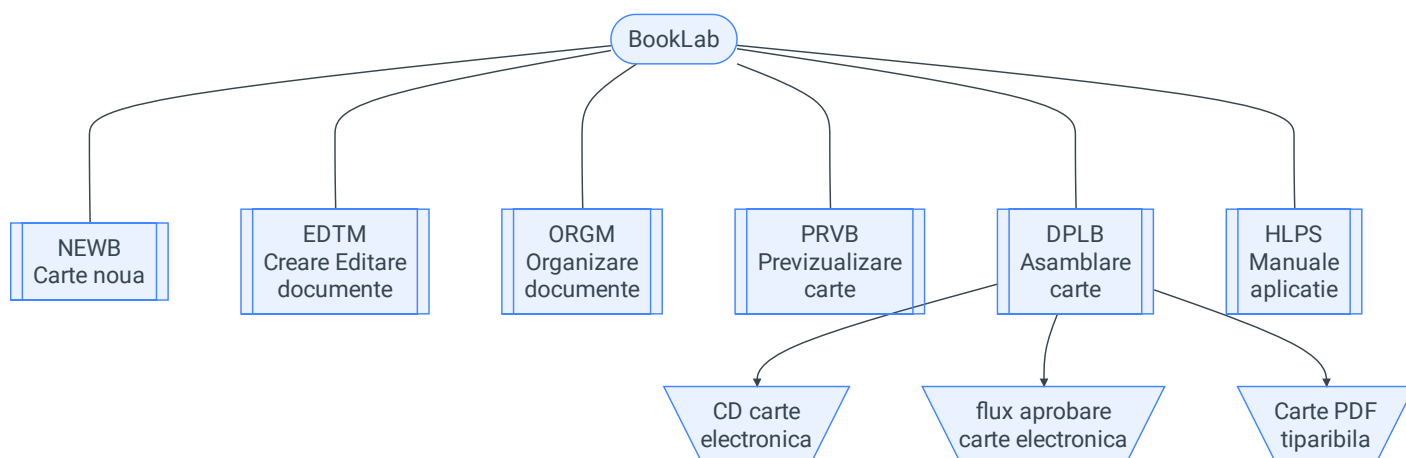 BookLab
NEWB
Carte noua
EDTM
Creare Editare
documente
ORGM
Organizare
documente
PRVB
Previzualizare
carte
DPLB
Asamblare
carte
HLPS
Manuale
aplicatie
CD carte
electronica
flux aprobare
carte electronica
Carte PDF
tiparibila